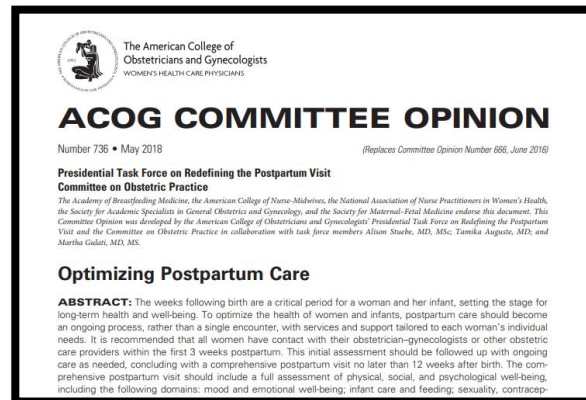 The American College of
Obstetricians and Gynecologists
WOMEN'S HEALTH CARE PHYSICIANS
ACOG COMMITTEE OPINION
Number 736 • May 2018
(Replaces Committee Opinion Number 666, June 2016)
Presidential Task Force on Redefining the Postpartum Visit
Committee on Obstetric Practice
The Academy of Breastfeeding Medicine, the American College of Nurse-Midwives, the National Association of Nurse Practitioners in Women's Health,
the Society for Academic Specialists in General Obstetrics and Gynecology, and the Society for Maternal–Fetal Medicine endorse this document. This
Committee Opinion was developed by the American College of Obstetricians and Gynecologists' Presidential Task Force on Redefining the Postpartum
Visit and the Committee on Obstetric Practice in collaboration with task force members Alison Stuebe, MD, MSc; Tamika Auguste, MD; and
Martha Gulati, MD, MS.
Optimizing Postpartum Care
ABSTRACT: The weeks following birth are a critical period for a woman and her infant, setting the stage for
long-term health and well-being. To optimize the health of women and infants, postpartum care should become
an ongoing process, rather than a single encounter, with services and support tailored to each woman's individual
needs. It is recommended that all women have contact with their obstetrician–gynecologists or other obstetric
care providers within the first 3 weeks postpartum. This initial assessment should be followed up with ongoing
care as needed, concluding with a comprehensive postpartum visit no later than 12 weeks after birth. The com-
prehensive postpartum visit should include a full assessment of physical, social, and psychological well-being,
including the following domains: mood and emotional well-being; infant care and feeding; sexuality, contracep-